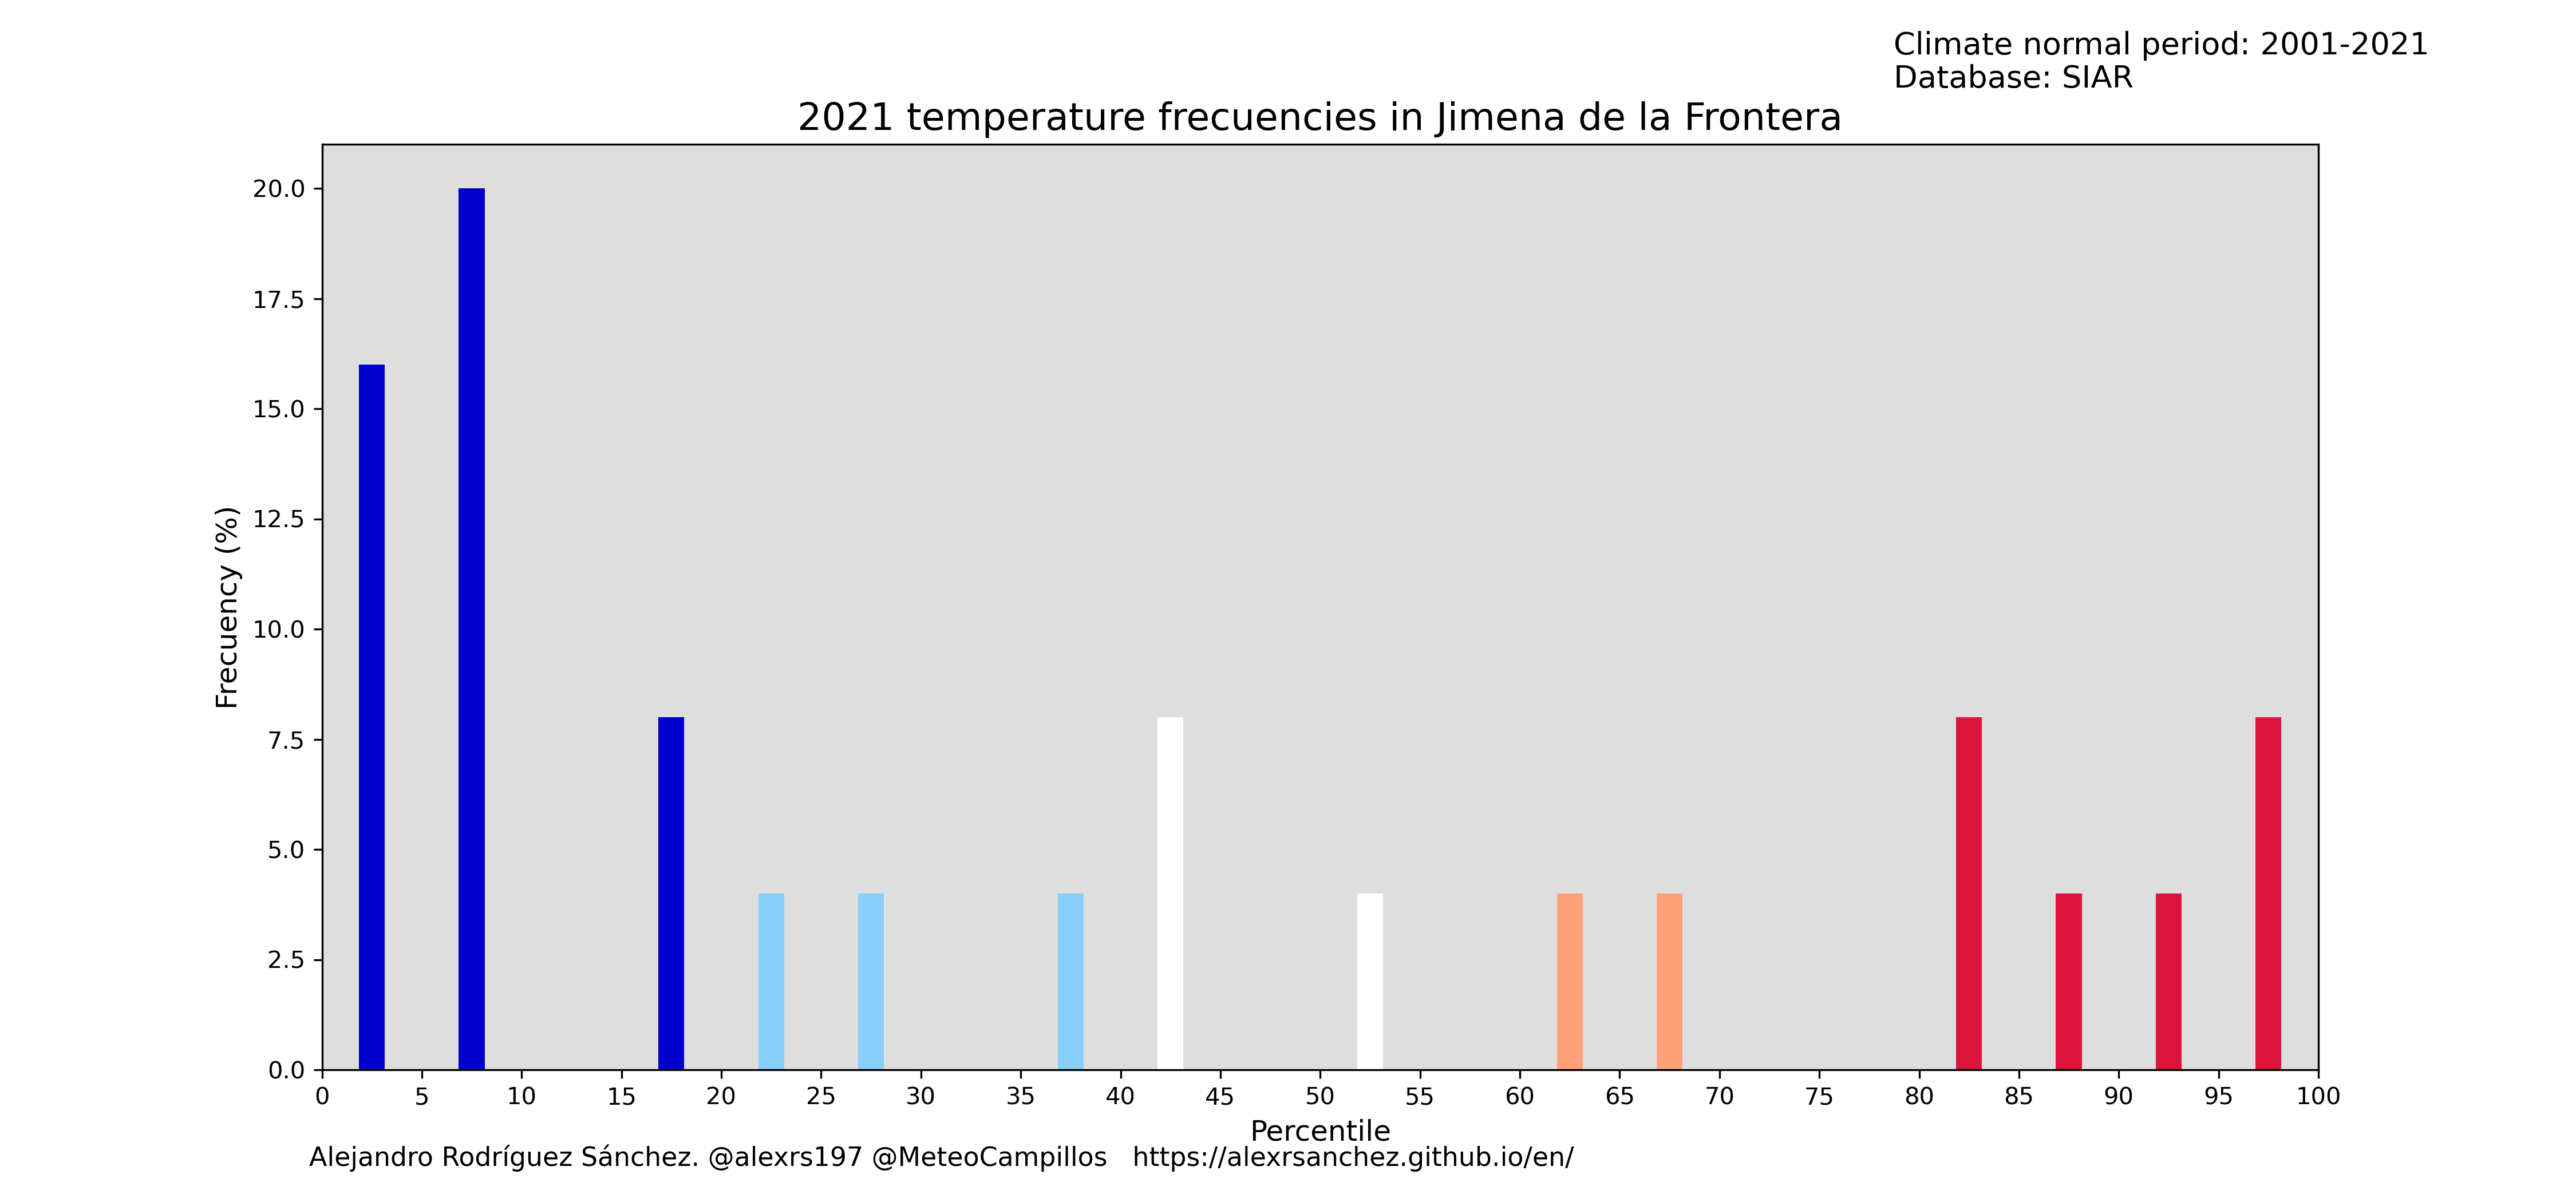 Climate normal period: 2001-2021
Database: SIAR
2021 temperature frecuencies in Jimena de la Frontera
20.0
17.5
15.0
12.5
10.0
7.5
5.0
2.5
0.0
Frecuency (%)
0 5 10 15 20 25 30 35 40 45 50 55 60 65 70 75 80 85 90 95 100
Percentile
Alejandro Rodríguez Sánchez. @alexrs197 @MeteoCampillos https://alexrsanchez.github.io/en/